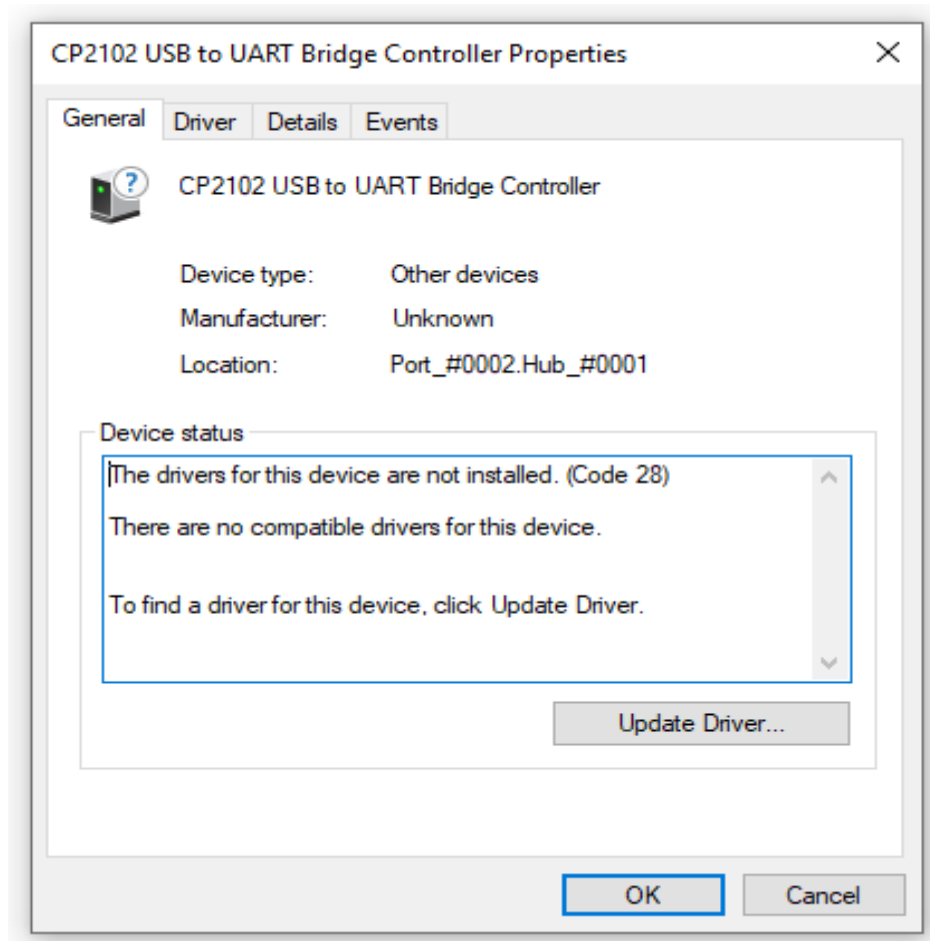 CP2102 USB to UART Bridge Controller Properties
General Driver Details Events
?
CP2102 USB to UART Bridge Controller
Device type: Other devices
Manufacturer: Unknown
Location: Port_#0002.Hub_#0001
Device status
The drivers for this device are not installed. (Code 28)
There are no compatible drivers for this device.
To find a driver for this device, click Update Driver.
Update Driver...
OK Cancel